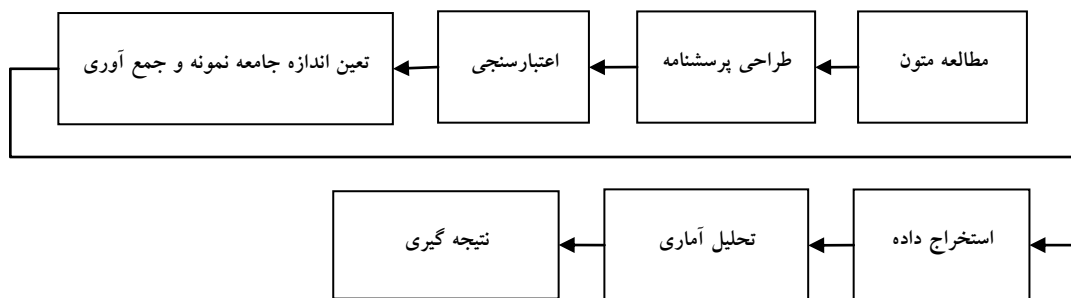 مطالعه متون
طراحی پرسشنامه
اعتبارسنجی
تعین اندازه جامعه نمونه و جمع آوری
استخراج داده
تحلیل آماری
نتیجه گیری